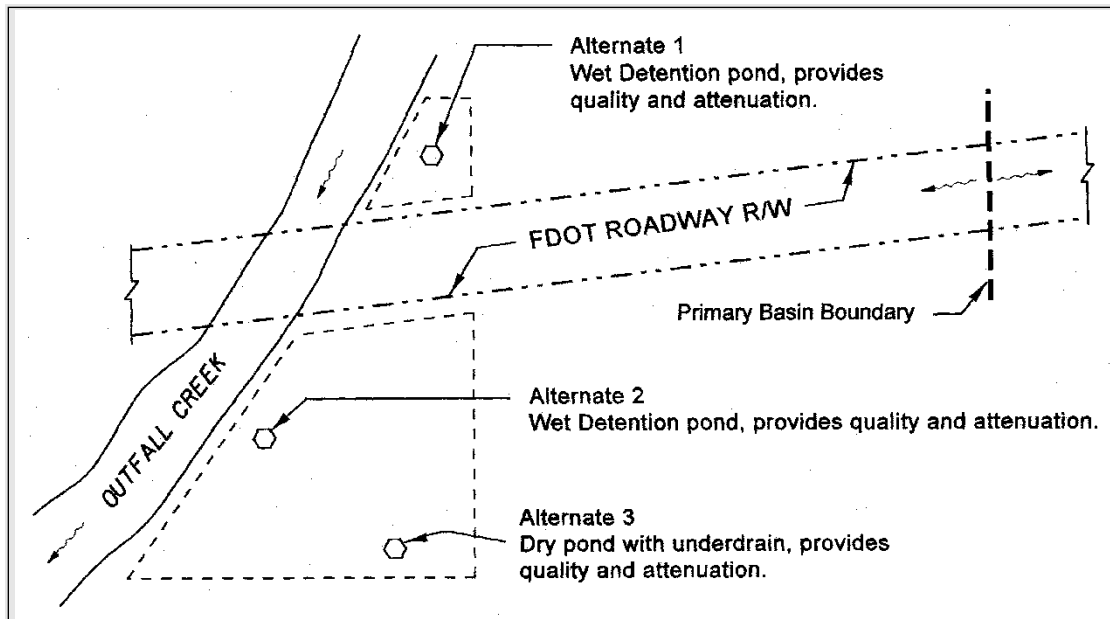 Alternate 1
Wet Detention pond, provides
quality and attenuation.
FDOT ROADWAY R/W
Primary Basin Boundary
OUTFALL CREEK
Alternate 2
Wet Detention pond, provides quality and attenuation.
Alternate 3
Dry pond with underdrain, provides
quality and attenuation.